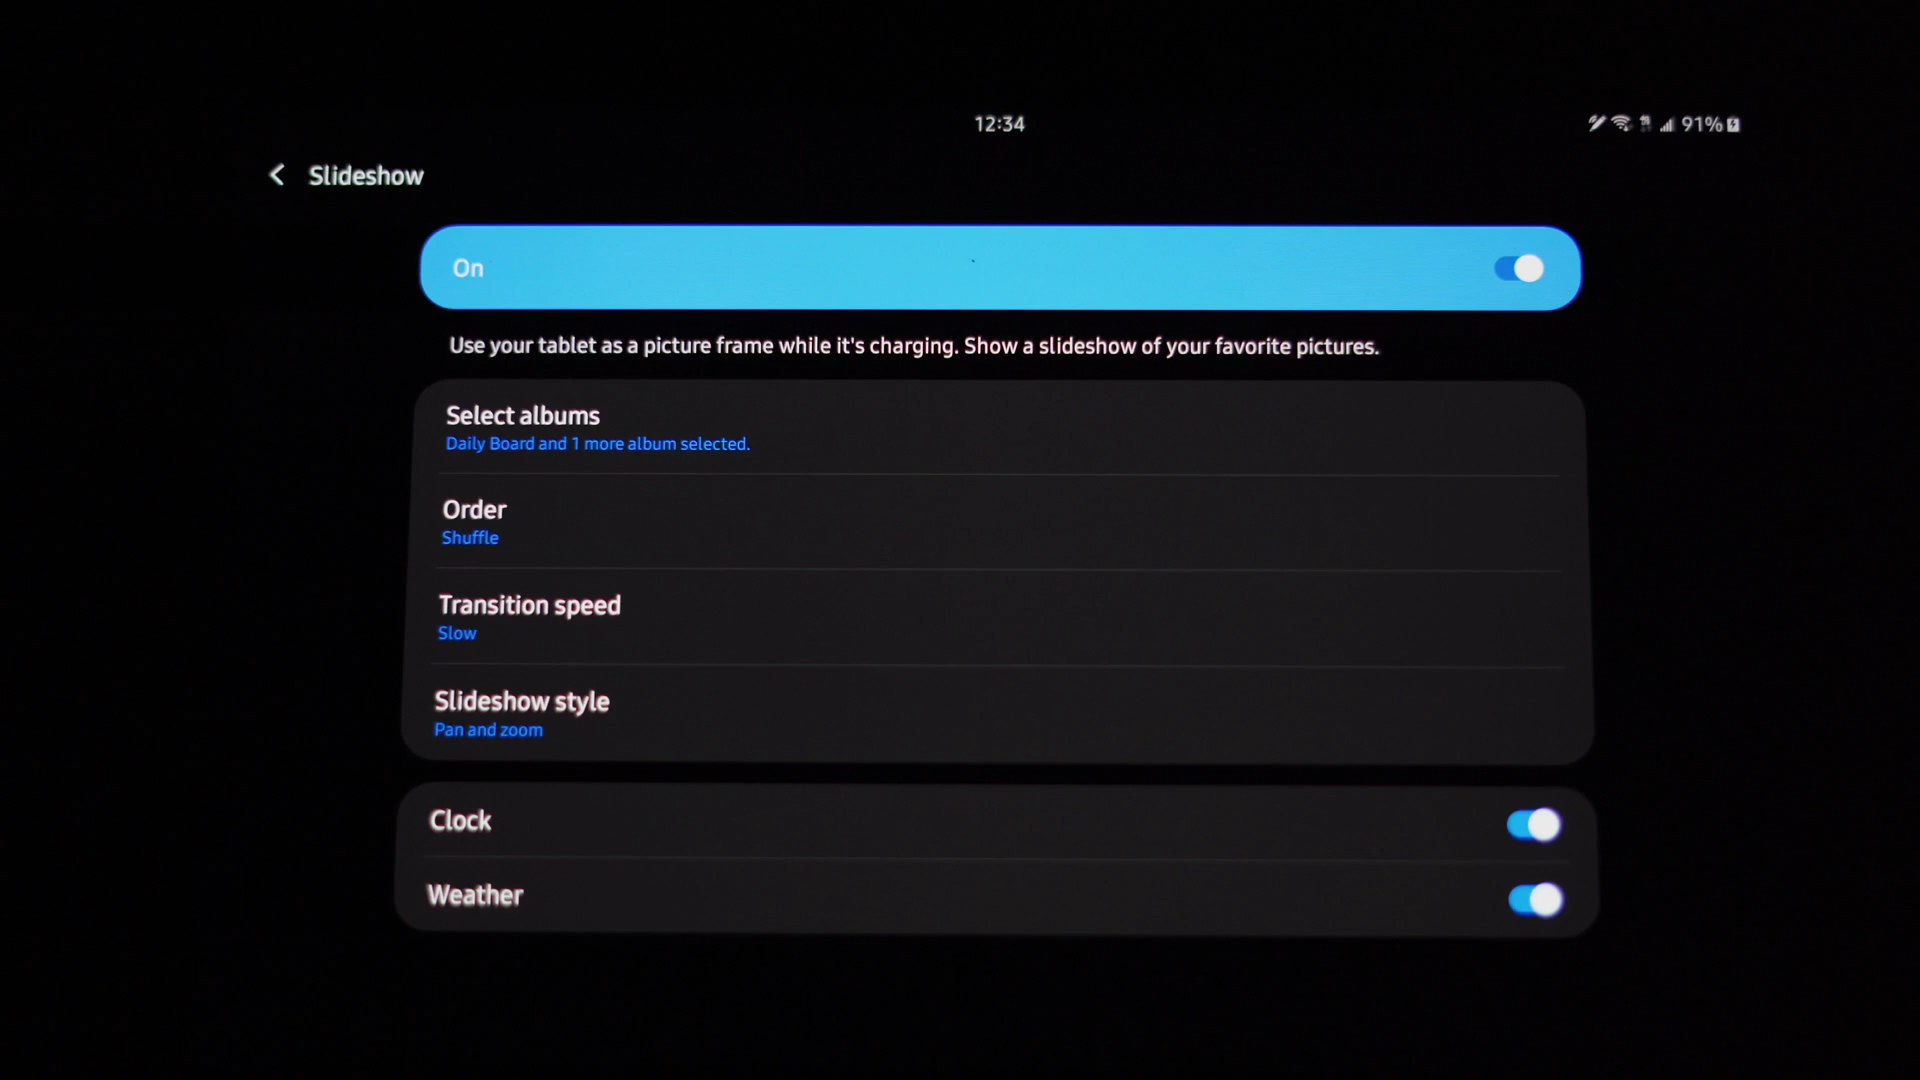 12:34
91%
Slideshow
On
Use your tablet as a picture frame while it's charging. Show a slideshow of your favorite pictures.
Select albums
Daily Board and 1 more album selected.
Order
Shuffle
Transition speed
Slow
Slideshow style
Pan and zoom
Clock
Weather